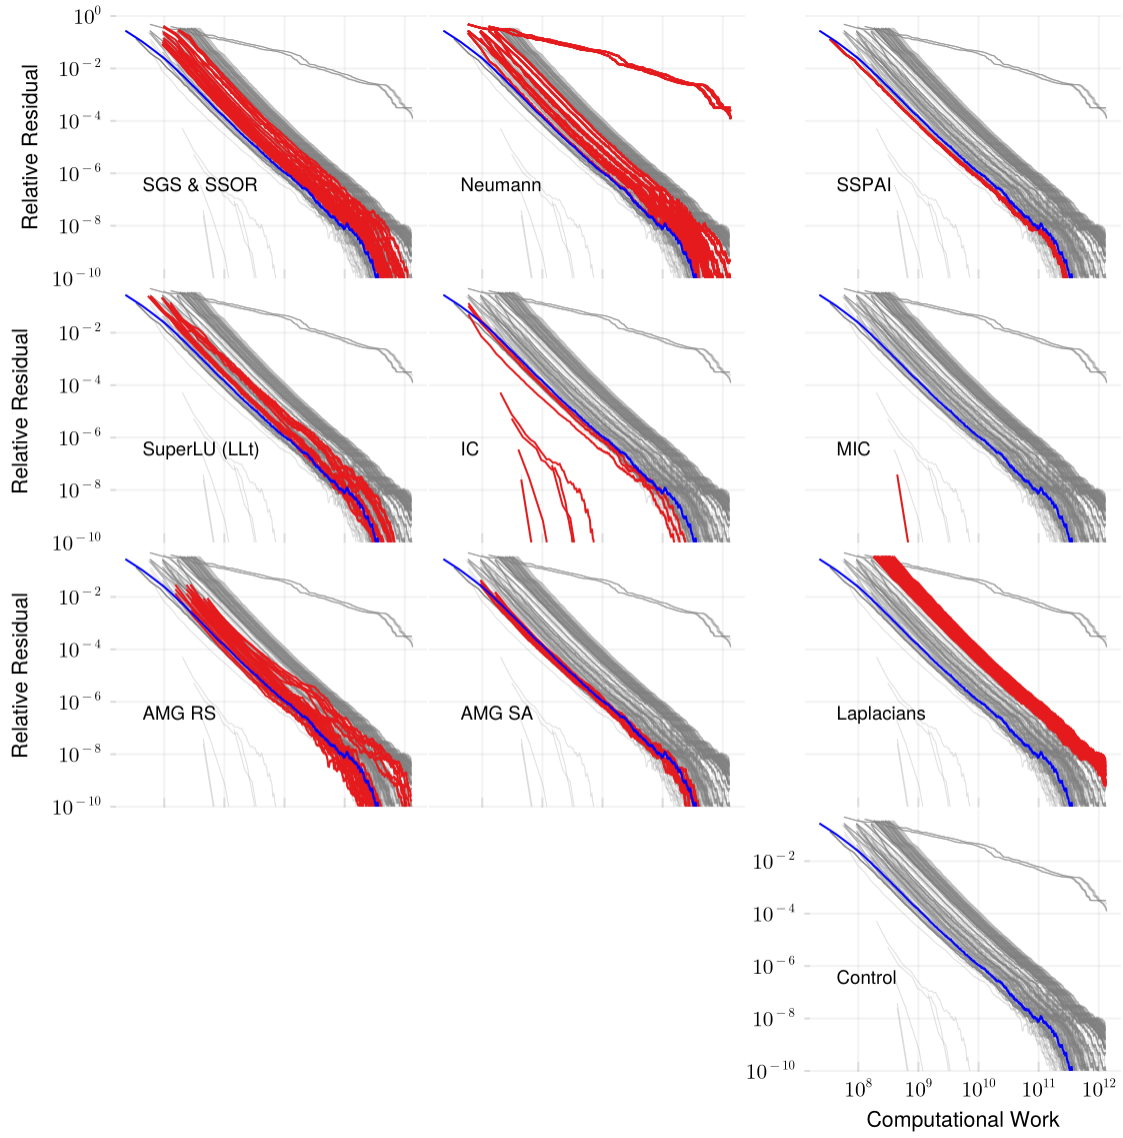 10^0
10^−2
10^−4
10^−6
10^−8
10^−10
Relative Residual
SGS & SSOR
Neumann
SSPAI
10^−2
10^−4
10^−6
10^−8
10^−10
Relative Residual
SuperLU (LLt)
IC
MIC
10^−2
10^−4
10^−6
10^−8
10^−10
Relative Residual
AMG RS
AMG SA
Laplacians
10^−2
10^−4
10^−6
10^−8
10^−10
Control
10^8 10^9 10^10 10^11 10^12
Computational Work